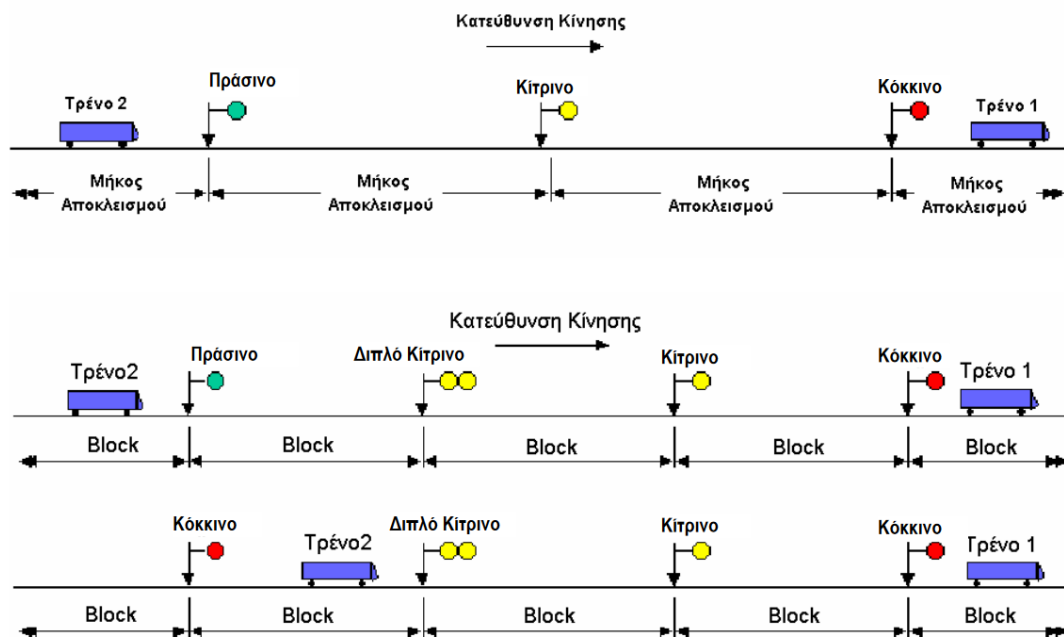 Κατεύθυνση Κίνησης
Πράσινο Κίτρινο Κόκκινο
Τρένο 2 Τρένο 1
Μήκος Μήκος Μήκος Μήκος
Αποκλεισμού Αποκλεισμού Αποκλεισμού Αποκλεισμού
Κατεύθυνση Κίνησης
Πράσινο Διπλό Κίτρινο Κίτρινο Κόκκινο
Τρένο2 Τρένο 1
Block Block Block Block Block
Κόκκινο Διπλό Κίτρινο Κίτρινο Κόκκινο
Τρένο2 Τρένο 1
Block Block Block Block Block